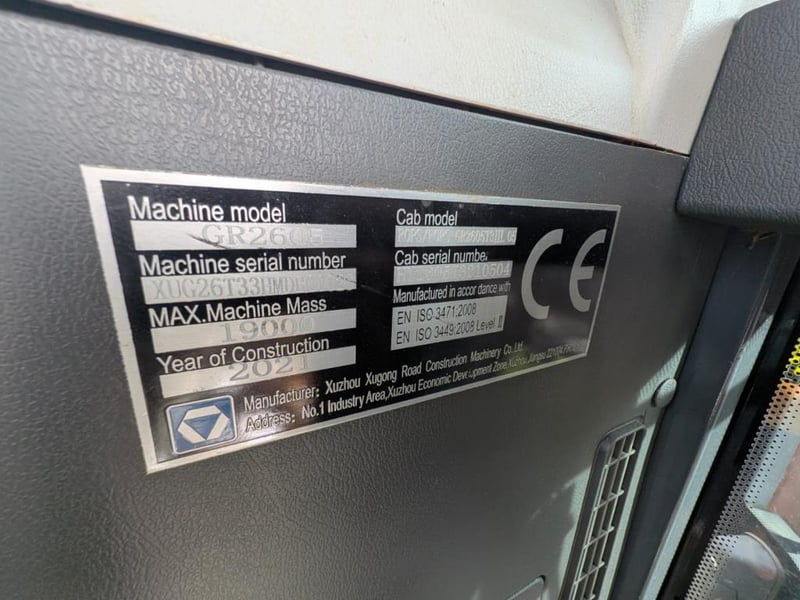 Machine model
Cab model
Machine serial number
Cab serial number
MAX.Machine Mass
19000
Manufactured in accordance with
EN ISO 3471:2008
EN ISO 3449:2008 Level II
Year of Construction
2021
CE
Manufacturer: Xuzhou Xugong Road Construction Machinery Co.,Ltd.
Address: No.1 Industry Area,Xuzhou Economic Development Zone, Xuzhou, Jiangsu